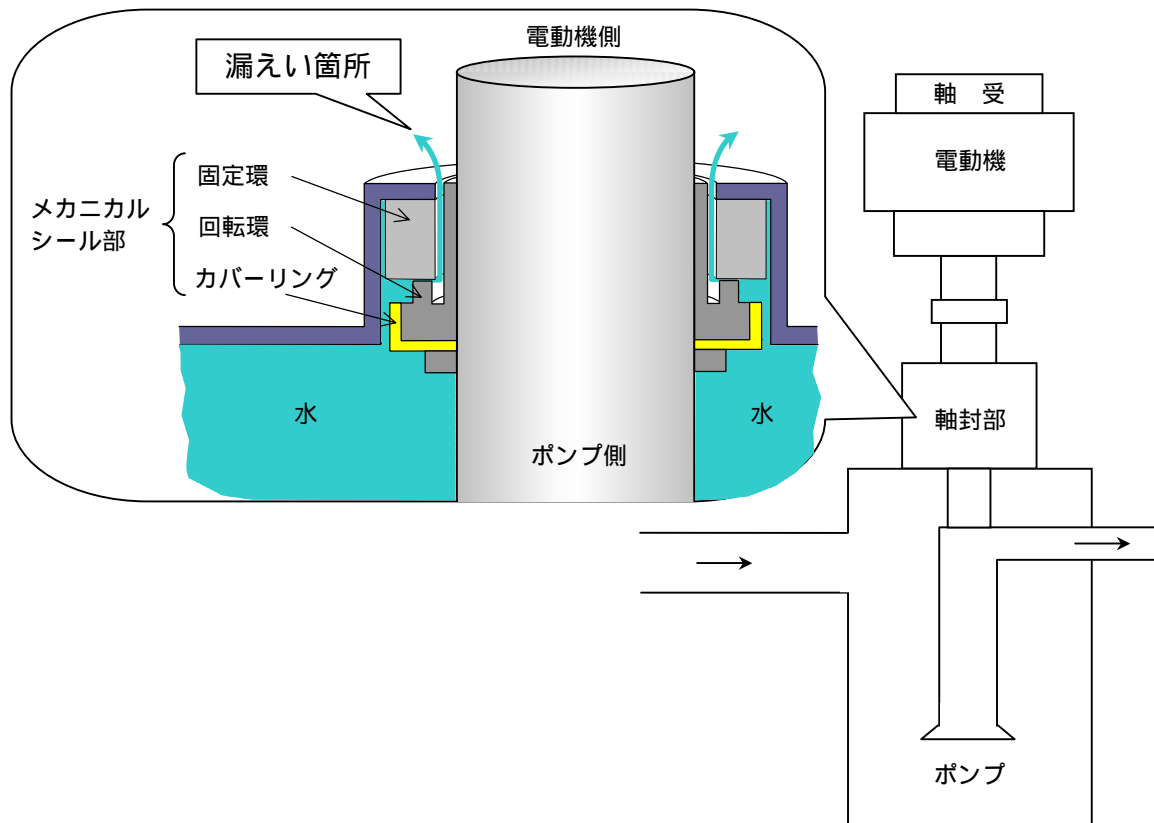 電動機側
漏えい箇所
メカニカル
シール部
固定環
回転環
カバーリング
水
水
ポンプ側
軸　受
電動機
軸封部
ポンプ